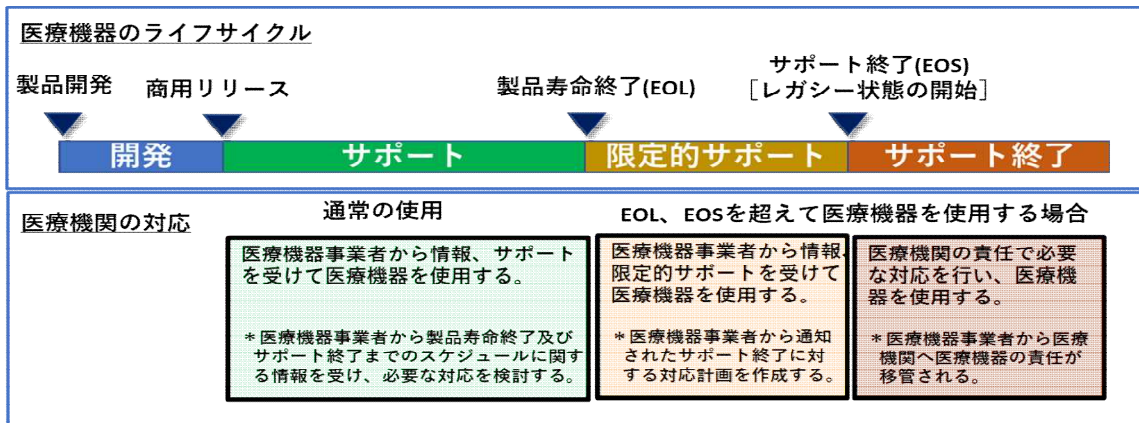 医療機器のライフサイクル
製品開発
商用リリース
製品寿命終了(EOL)
サポート終了(EOS)
［レガシー状態の開始］
開発
サポート
限定的サポート
サポート終了
医療機関の対応
通常の使用
EOL、EOSを超えて医療機器を使用する場合
医療機器事業者から情報、サポート
を受けて医療機器を使用する。
＊医療機器事業者から製品寿命終了及び
サポート終了までのスケジュールに関す
る情報を受け、必要な対応を検討する。
医療機器事業者から情報、
限定的サポートを受けて
医療機器を使用する。
＊医療機器事業者から通知
されたサポート終了に対
する対応計画を作成する。
医療機関の責任で必要
な対応を行い、医療機
器を使用する。
＊医療機器事業者から医療
機関へ医療機器の責任が
移管される。